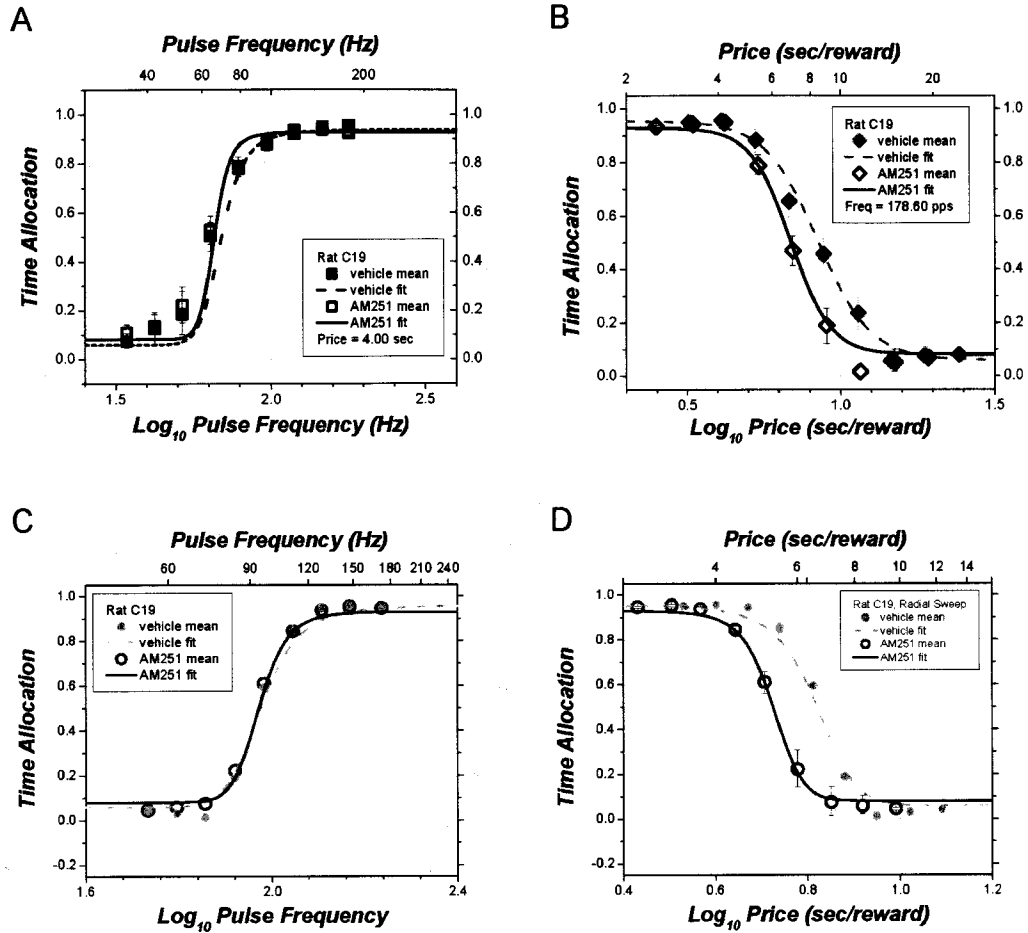 A
Pulse Frequency (Hz)
40 60 80 200
1.0
0.8
0.6
0.4
0.2
0.0
1.0
0.8
0.6
0.4
0.2
0.0
Time Allocation
Rat C19
vehicle mean
vehicle fit
AM251 mean
AM251 fit
Price = 4.00 sec
1.5 2.0 2.5
Log10 Pulse Frequency (Hz)
B
Price (sec/reward)
2 4 6 8 10 20
1.0
0.8
0.6
0.4
0.2
0.0
1.0
0.8
0.6
0.4
0.2
0.0
Time Allocation
Rat C19
vehicle mean
vehicle fit
AM251 mean
AM251 fit
Freq = 178.60 pps
0.5 1.0 1.5
Log10 Price (sec/reward)
C
Pulse Frequency (Hz)
60 90 120 150 180 210 240
1.0
0.8
0.6
0.4
0.2
0.0
-0.2
Time Allocation
Rat C19
vehicle mean
vehicle fit
AM251 mean
AM251 fit
1.6 2.0 2.4
Log10 Pulse Frequency
D
Price (sec/reward)
4 6 8 10 12 14
1.0
0.8
0.6
0.4
0.2
0.0
-0.2
Time Allocation
Rat C19, Radial Sweep
vehicle mean
vehicle fit
AM251 mean
AM251 fit
0.4 0.6 0.8 1.0 1.2
Log10 Price (sec/reward)